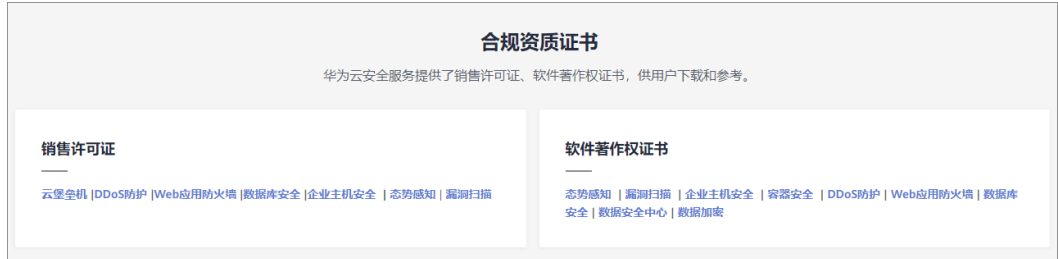 合规资质证书
华为云安全服务提供了销售许可证、软件著作权证书，供用户下载和参考。
销售许可证
云堡垒机 |DDoS防护 |Web应用防火墙 |数据库安全 |企业主机安全 | 态势感知 | 漏洞扫描
软件著作权证书
态势感知 | 漏洞扫描 | 企业主机安全 | 容器安全 | DDoS防护 | Web应用防火墙 | 数据库
安全 | 数据安全中心 | 数据加密